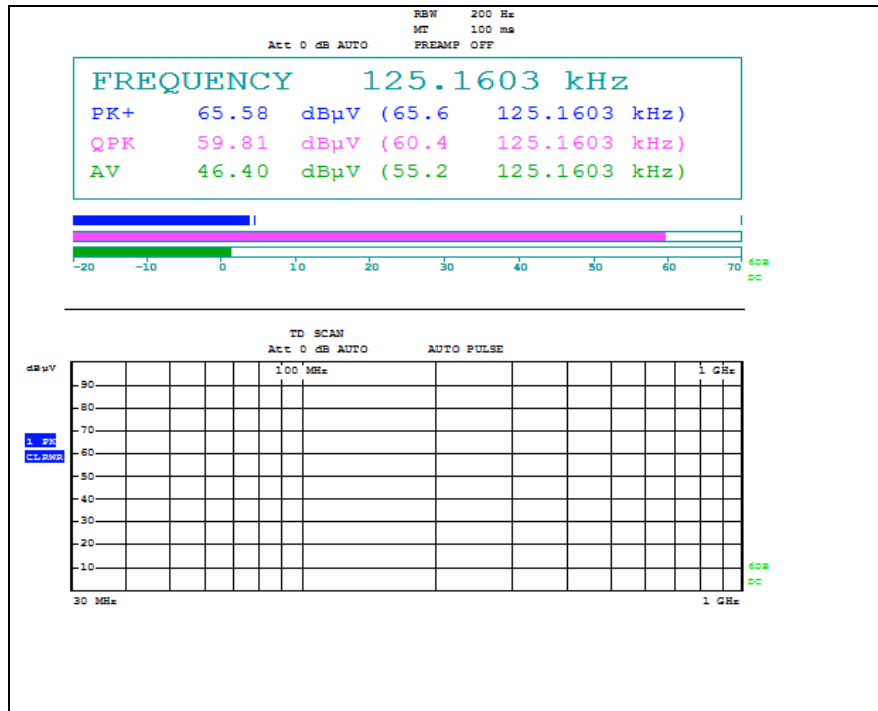 RBW 200 Hz
MT 100 ms
Att 0 dB AUTO PREAMP OFF
FREQUENCY 125.1603 kHz
PK+ 65.58 dBµV (65.6 125.1603 kHz)
QPK 59.81 dBµV (60.4 125.1603 kHz)
AV 46.40 dBµV (55.2 125.1603 kHz)
-20 -10 0 10 20 30 40 50 60 70
6DB
DC
TD SCAN
Att 0 dB AUTO AUTO PULSE
dBµV
100 MHz 1 GHz
90
80
70
1 PK
60
CLRWR
50
40
30
20
10
6DB
DC
30 MHz 1 GHz